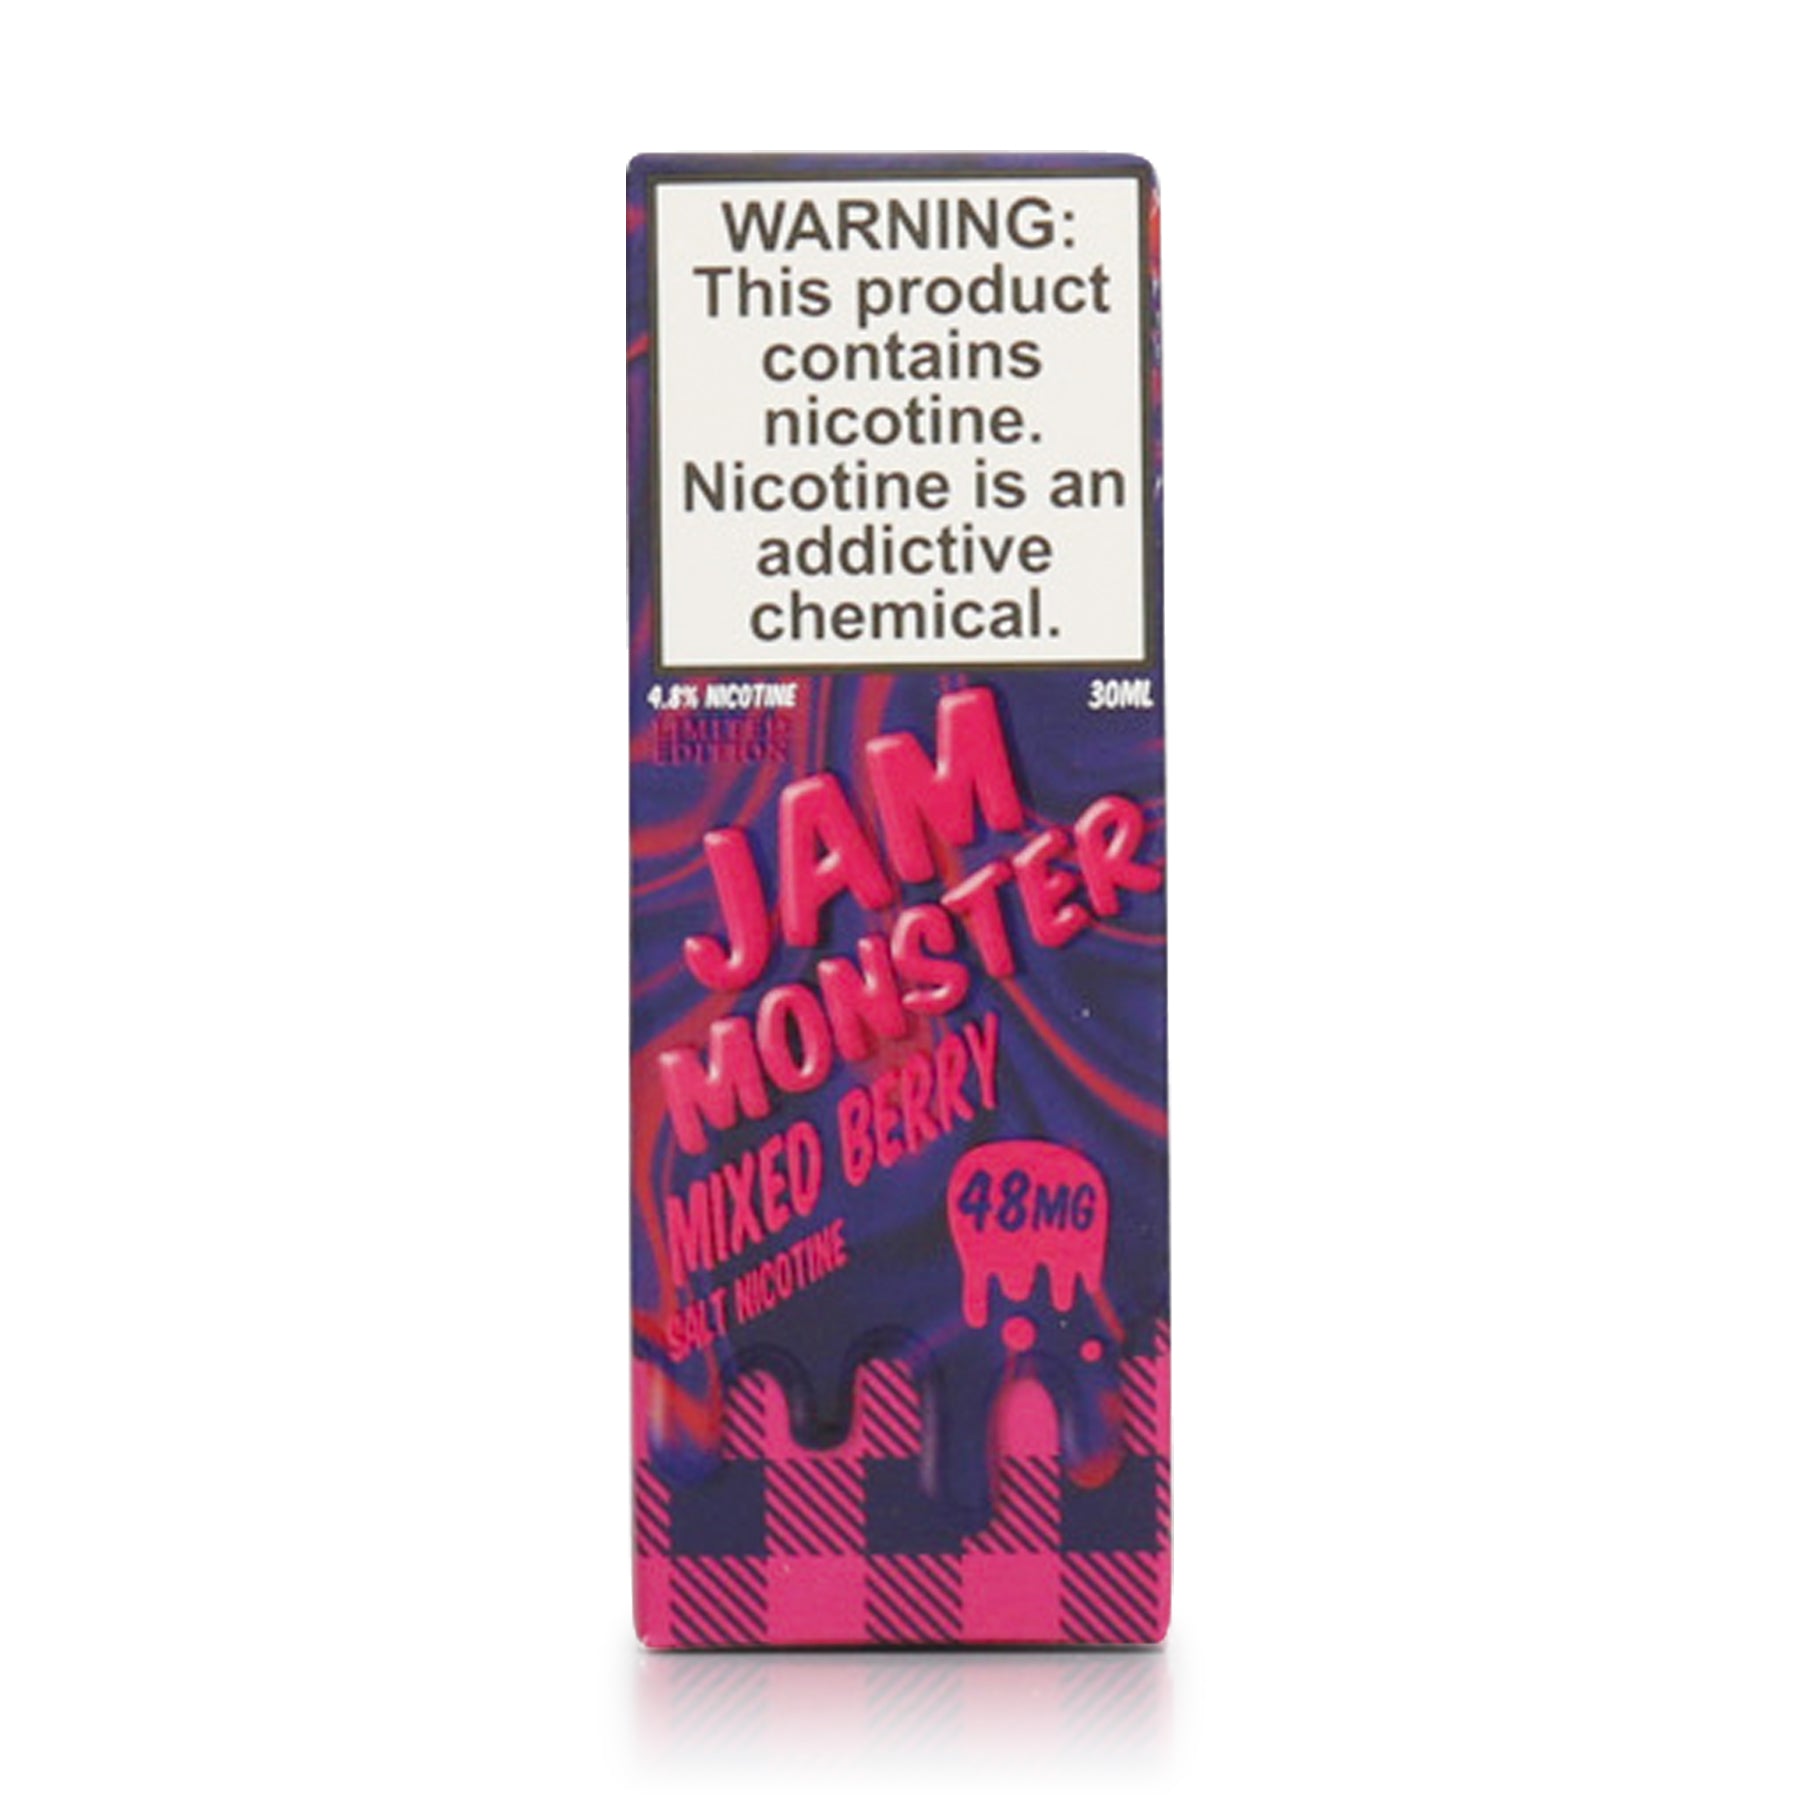 WARNING:
This product
contains
nicotine.
Nicotine is an
addictive
chemical.
4.8% NICOTINE 30ML
LIMITED
EDITION
JAM
MONSTER
MIXED BERRY
SALT NICOTINE
48MG